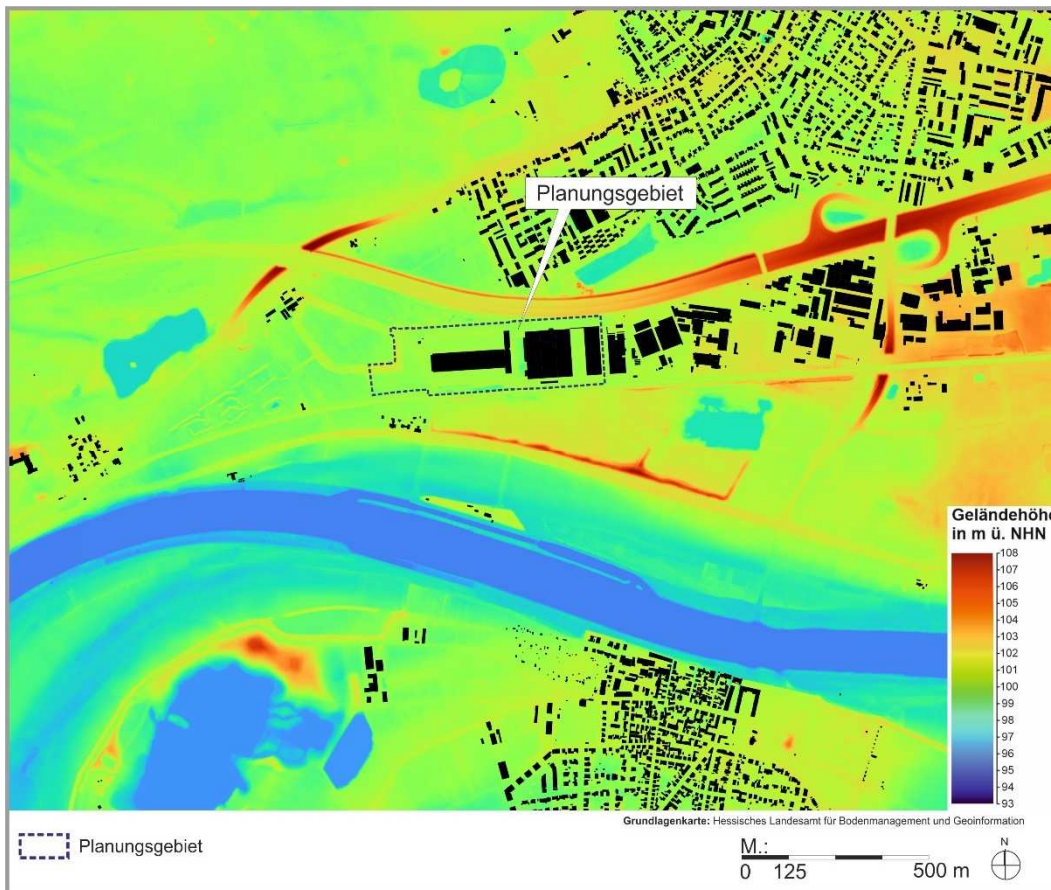 Planungsgebiet
Geländehöhe
in m ü. NHN
108
107
106
105
104
103
102
101
100
99
98
97
96
95
94
93
Grundlagenkarte: Hessisches Landesamt für Bodenmanagement und Geoinformation
Planungsgebiet
M.:
0 125 500 m
N